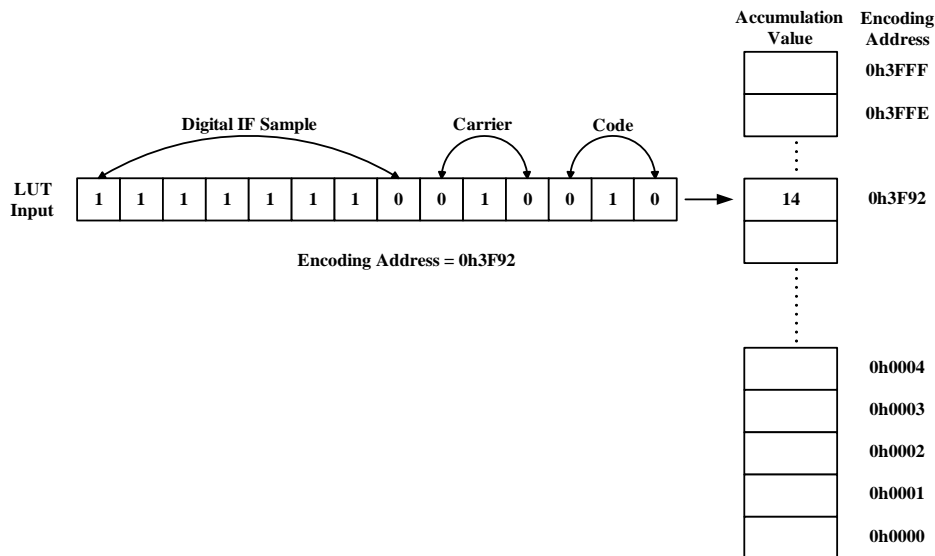 Accumulation Value
Encoding Address
0h3FFF
0h3FFE
Digital IF Sample
Carrier
Code
LUT Input
1 1 1 1 1 1 1 0 0 1 0 0 1 0
14
0h3F92
Encoding Address = 0h3F92
0h0004
0h0003
0h0002
0h0001
0h0000